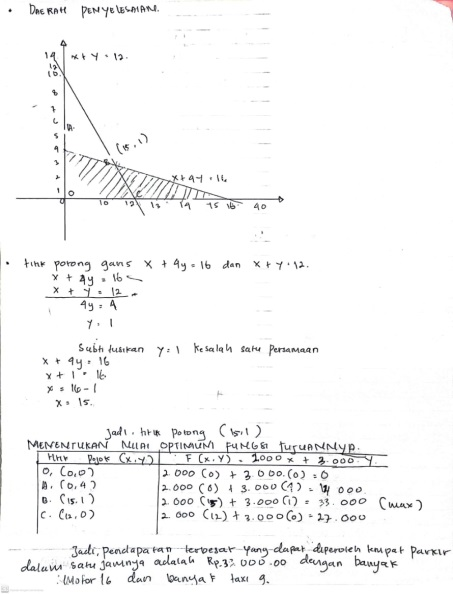 • DAERAH PENYELESAIAN.
x + y = 12.
14
12
10
8
7
6
A
5
4
3
2
1
0
(15, 1)
B
x + 4y = 16
0
C
10 12 13 14 15 16 40
• titik potong garis x + 4y = 16 dan x + y = 12.
x + 4y = 16
x + y = 12 -
4y = 4
y = 1
Subtitusikan y = 1 kesalah satu persamaan
x + 4y = 16
x + 1 = 16
x = 16 - 1
x = 15.
Jadi. titik potong (15,1)
MENENTUKAN NILAI OPTIMUM FUNGSI TUJUANNYA.
titik Pojok (x,y) F (x,y) = 2000 x + 3.000. y.
O, (0,0) 2.000 (0) + 3.000.(0) = 0
A. (0,4) 2.000 (0) + 3.000 (4) = 000
B. (15.1) 2.000 (15) + 3.000 (1) = 33.000 (max)
C. (12,0) 2.000 (12) + 3.000 (0) = 27.000
Jadi, pendapatan terbesar yang dapat diperoleh tempat parkir
dalam satu jamnya adalah Rp. 000.00 dengan banyak
Motor 16 dan banyak taxi 9.